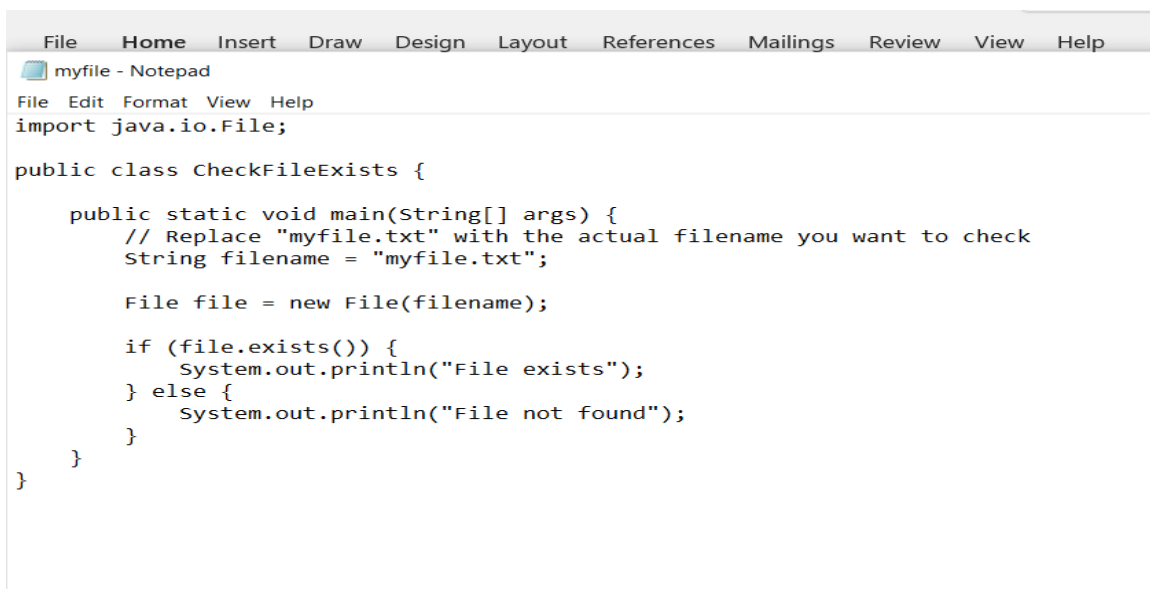 File Home Insert Draw Design Layout References Mailings Review View Help
myfile - Notepad
File Edit Format View Help
import java.io.File;
public class CheckFileExists {
    public static void main(String[] args) {
        // Replace "myfile.txt" with the actual filename you want to check
        String filename = "myfile.txt";
        File file = new File(filename);
        if (file.exists()) {
            System.out.println("File exists");
        } else {
            System.out.println("File not found");
        }
    }
}